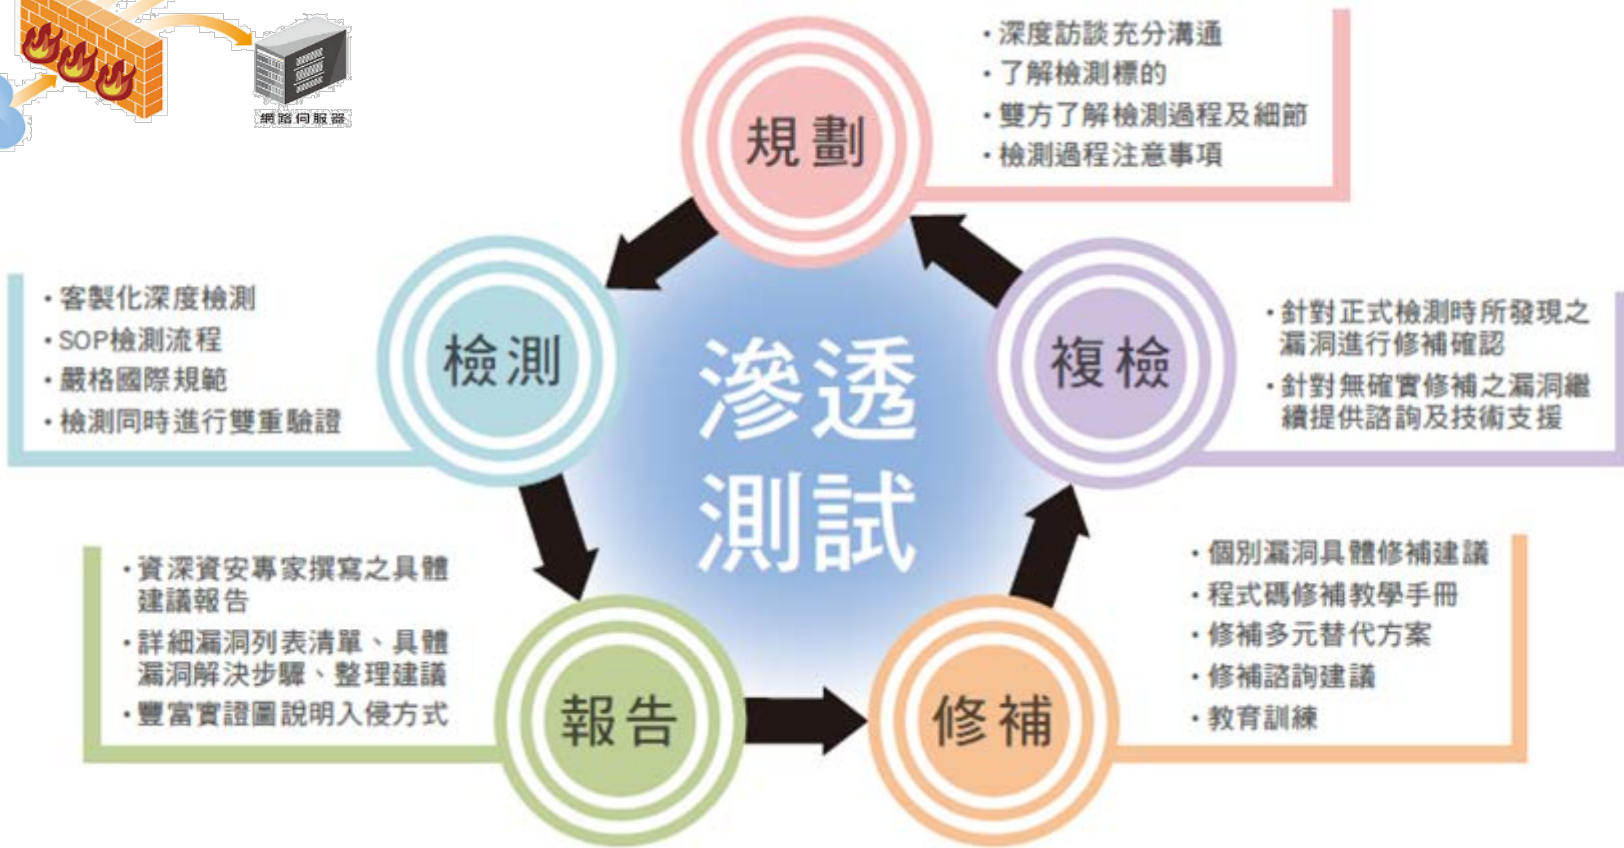 網路伺服器
規劃
・深度訪談充分溝通
・了解檢測標的
・雙方了解檢測過程及細節
・檢測過程注意事項
檢測
・客製化深度檢測
・SOP檢測流程
・嚴格國際規範
・檢測同時進行雙重驗證
滲透
測試
複檢
・針對正式檢測時所發現之
漏洞進行修補確認
・針對無確實修補之漏洞繼
續提供諮詢及技術支援
報告
・資深資安專家撰寫之具體
建議報告
・詳細漏洞列表清單、具體
漏洞解決步驟、整理建議
・豐富實證圖說明入侵方式
修補
・個別漏洞具體修補建議
・程式碼修補教學手冊
・修補多元替代方案
・修補諮詢建議
・教育訓練